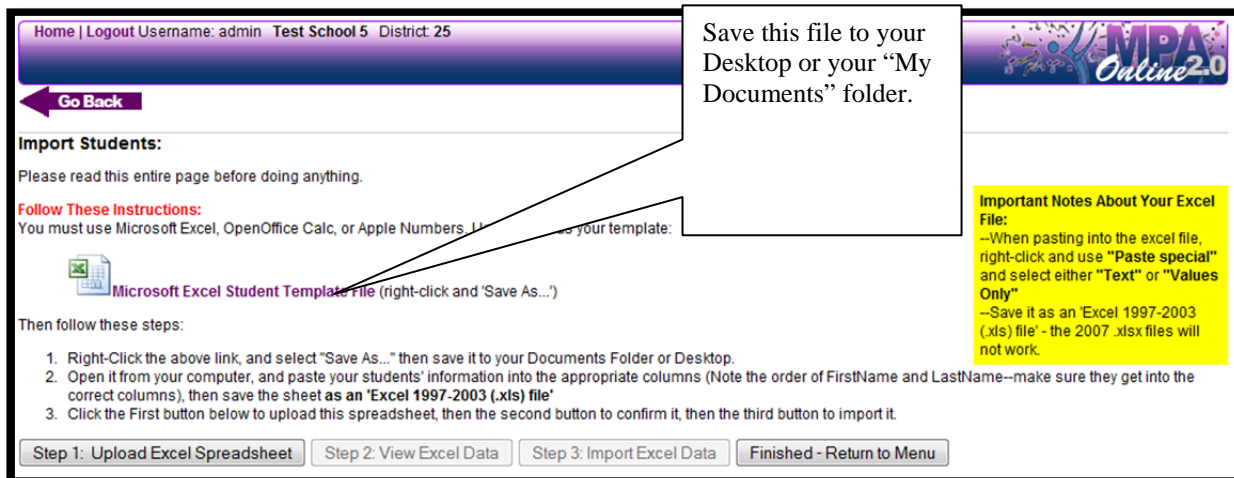 Home | Logout Username: admin Test School 5 District: 25
Save this file to your
Desktop or your “My
Documents” folder.
MPA
Online 2.0
Go Back
Import Students:
Please read this entire page before doing anything.
Follow These Instructions:
You must use Microsoft Excel, OpenOffice Calc, or Apple Numbers. your template:
Microsoft Excel Student Template File (right-click and 'Save As...')
Important Notes About Your Excel
File:
--When pasting into the excel file,
right-click and use "Paste special"
and select either "Text" or "Values
Only"
--Save it as an 'Excel 1997-2003
(.xls) file' - the 2007 .xlsx files will
not work.
Then follow these steps:
1. Right-Click the above link, and select "Save As..." then save it to your Documents Folder or Desktop.
2. Open it from your computer, and paste your students' information into the appropriate columns (Note the order of FirstName and LastName--make sure they get into the
correct columns), then save the sheet as an 'Excel 1997-2003 (.xls) file'
3. Click the First button below to upload this spreadsheet, then the second button to confirm it, then the third button to import it.
Step 1: Upload Excel Spreadsheet Step 2: View Excel Data Step 3: Import Excel Data Finished - Return to Menu